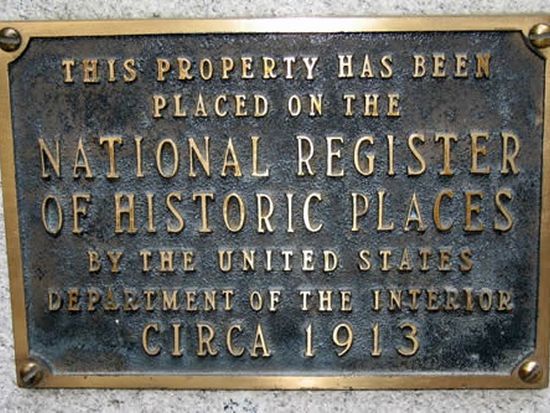 THIS PROPERTY HAS BEEN
PLACED ON THE
NATIONAL REGISTER
OF HISTORIC PLACES
BY THE UNITED STATES
DEPARTMENT OF THE INTERIOR
CIRCA 1913